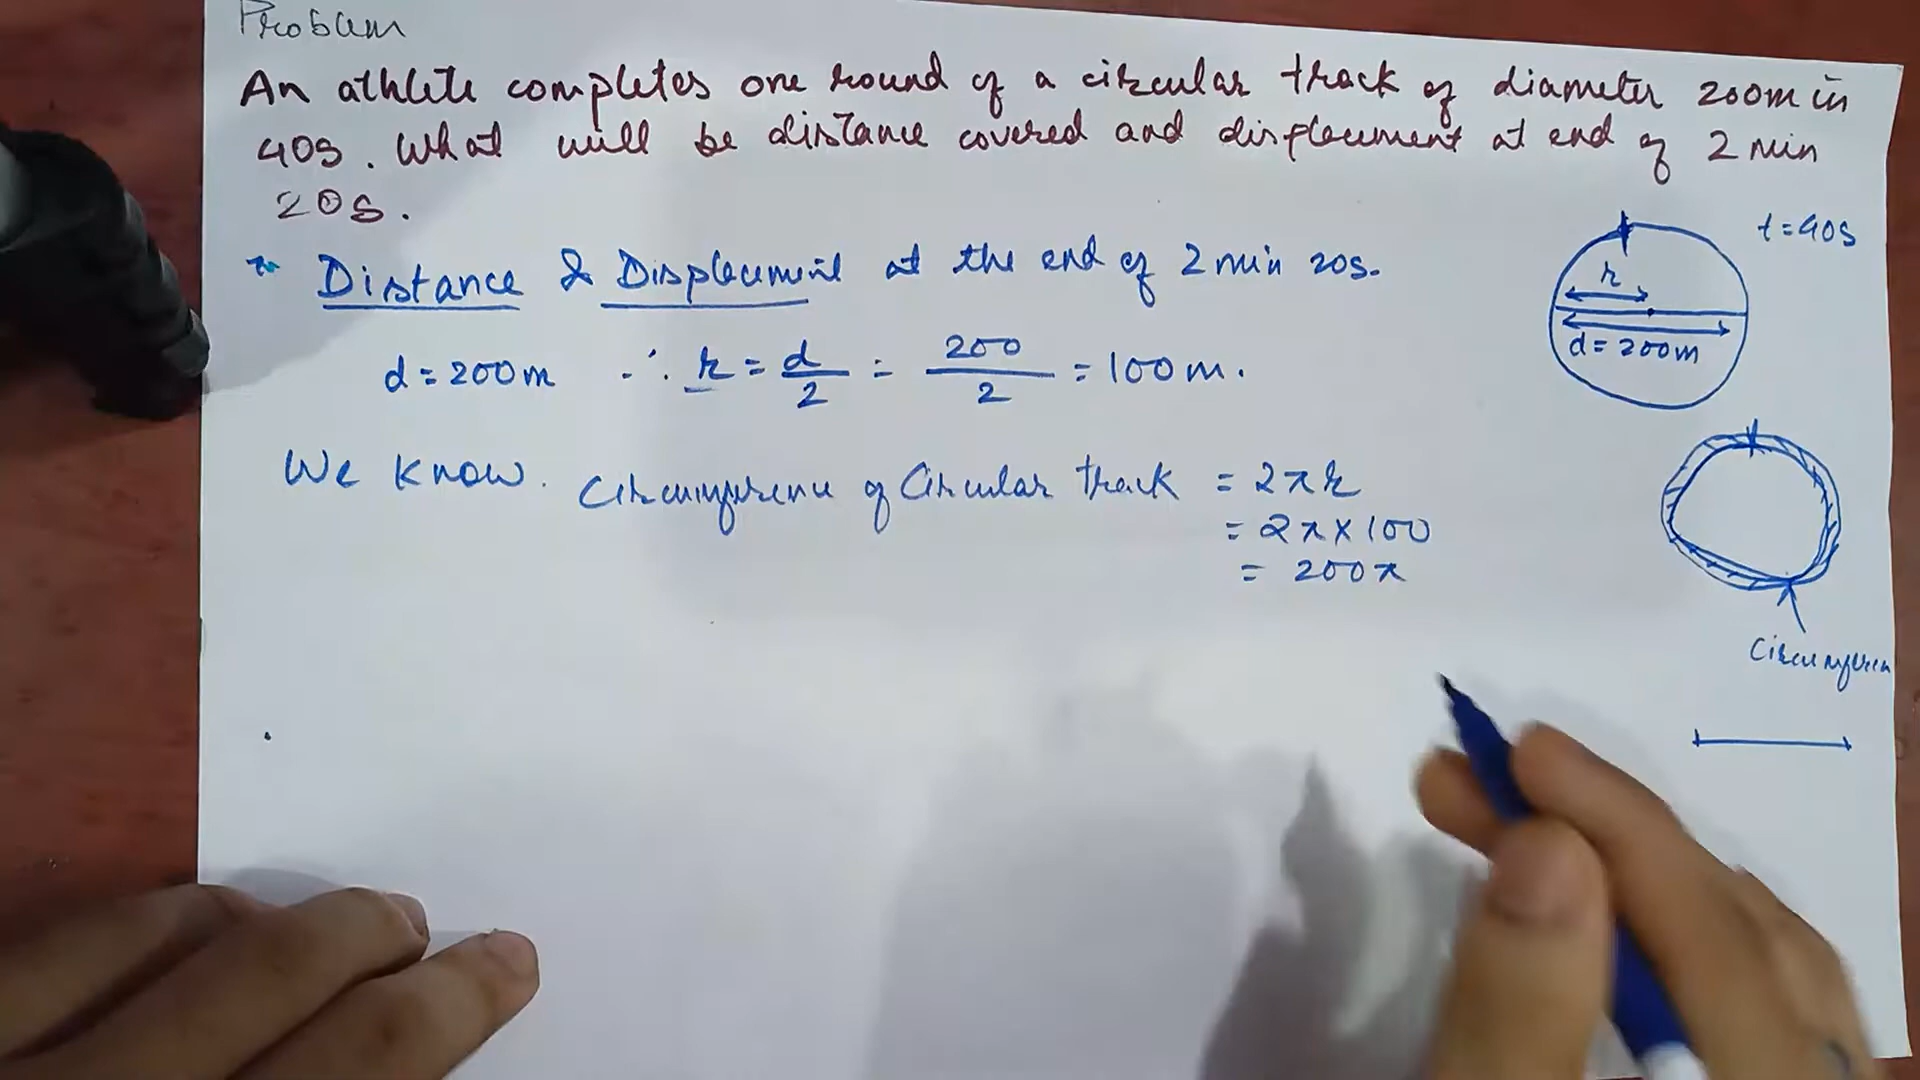 Problem
An athlete completes one round of a circular track of diameter 200m in
40s. What will be distance covered and displacement at end of 2 min
20s.
Distance & Displacement at the end of 2 min 20s.
t=40s
r
d=200m
d=200m ∴ r = d/2 = 200/2 = 100m.
We know. Circumference of Circular track = 2πr
= 2π×100
= 200π
Circumferen